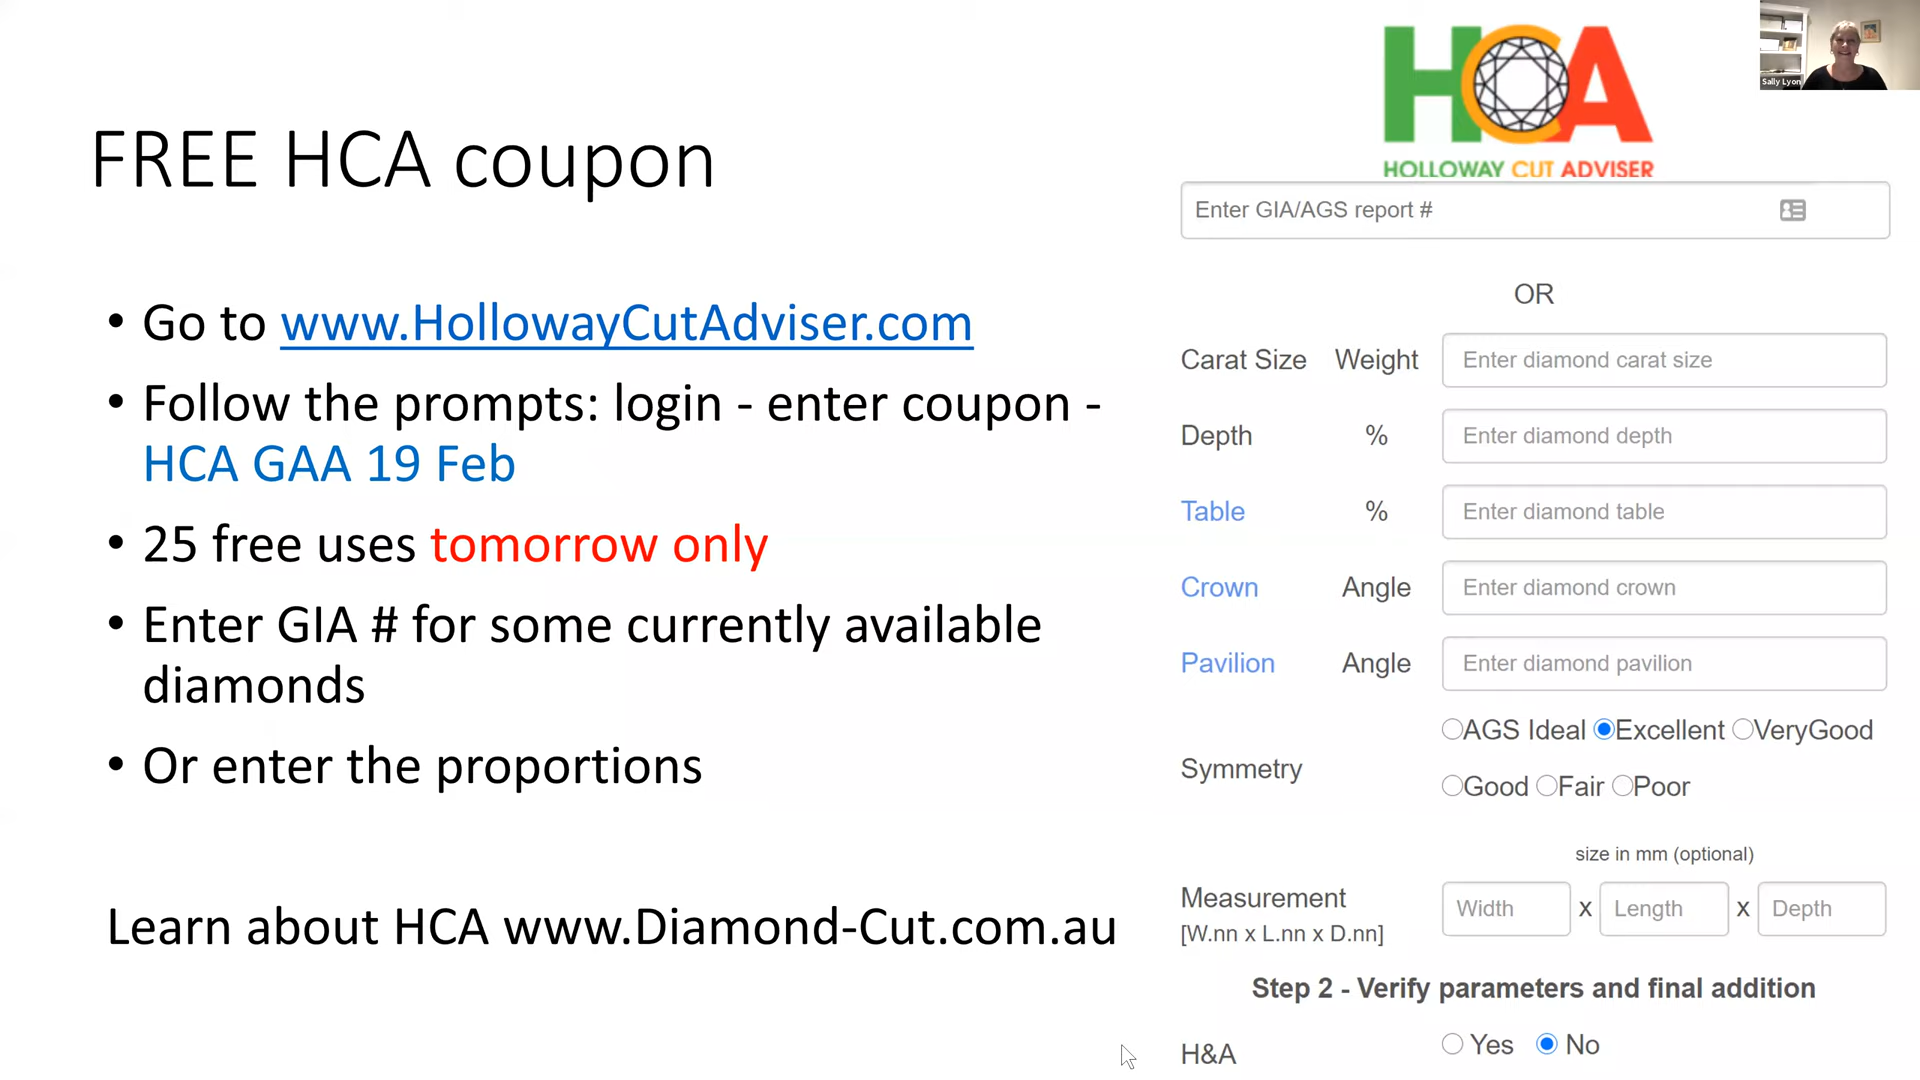 FREE HCA coupon
• Go to www.HollowayCutAdviser.com
• Follow the prompts: login - enter coupon -
HCA GAA 19 Feb
• 25 free uses tomorrow only
• Enter GIA # for some currently available
diamonds
• Or enter the proportions
Learn about HCA www.Diamond-Cut.com.au
HCA
HOLLOWAY CUT ADVISER
Sally Lyon
Enter GIA/AGS report #
OR
Carat Size Weight Enter diamond carat size
Depth % Enter diamond depth
Table % Enter diamond table
Crown Angle Enter diamond crown
Pavilion Angle Enter diamond pavilion
Symmetry
AGS Ideal Excellent VeryGood
Good Fair Poor
size in mm (optional)
Measurement Width x Length x Depth
[W.nn x L.nn x D.nn]
Step 2 - Verify parameters and final addition
H&A Yes No